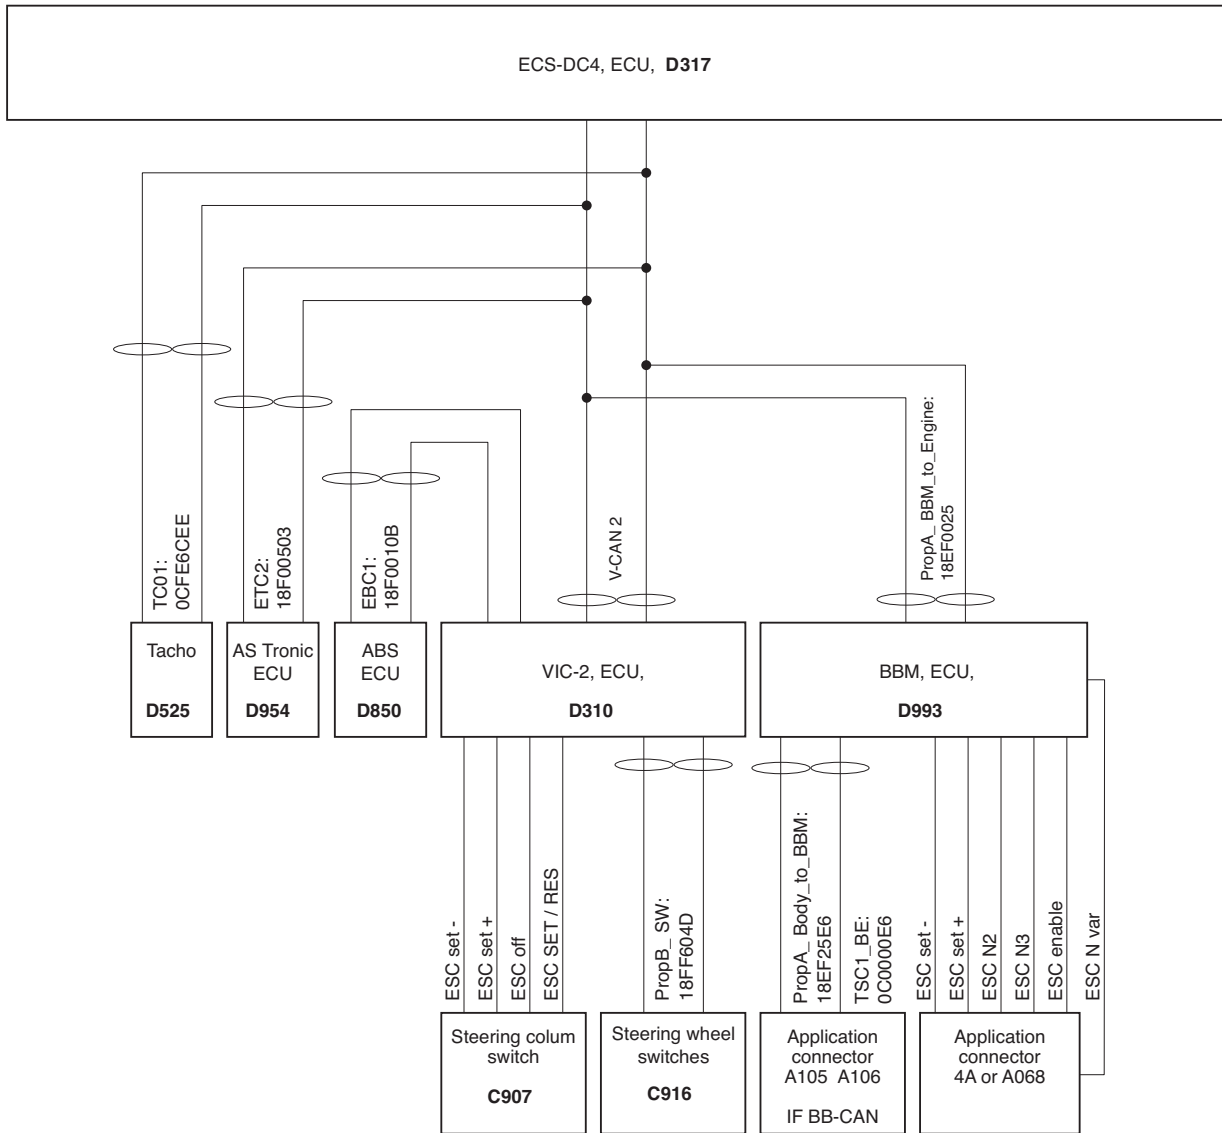 ECS-DC4, ECU, D317
TC01:
0CFE6CEE
ETC2:
18F00503
EBC1:
18F0010B
V-CAN 2
PropA_ BBM_to_Engine:
18EF0025
Tacho
D525
AS Tronic
ECU
D954
ABS
ECU
D850
VIC-2, ECU,
D310
BBM, ECU,
D993
ESC set -
ESC set +
ESC off
ESC SET / RES
PropB_ SW:
18FF604D
PropA_ Body_to_BBM:
18EF25E6
TSC1_BE:
0C0000E6
ESC set -
ESC set +
ESC N2
ESC N3
ESC enable
ESC N var
Steering colum
switch
C907
Steering wheel
switches
C916
Application
connector
A105 A106
IF BB-CAN
Application
connector
4A or A068